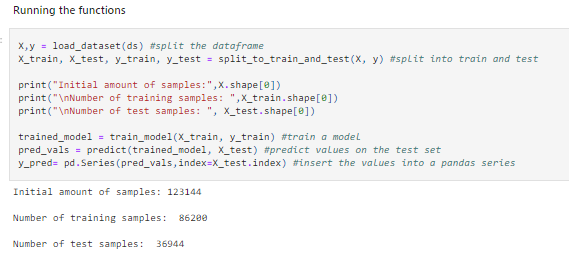 Running the functions
X,y = load_dataset(ds) #split the dataframe
X_train, X_test, y_train, y_test = split_to_train_and_test(X, y) #split into train and test
print("Initial amount of samples:",X.shape[0])
print("\nNumber of training samples: ",X_train.shape[0])
print("\nNumber of test samples: ", X_test.shape[0])
trained_model = train_model(X_train, y_train) #train a model
pred_vals = predict(trained_model, X_test) #predict values on the test set
y_pred= pd.Series(pred_vals,index=X_test.index) #insert the values into a pandas series
Initial amount of samples: 123144
Number of training samples:  86200
Number of test samples:  36944